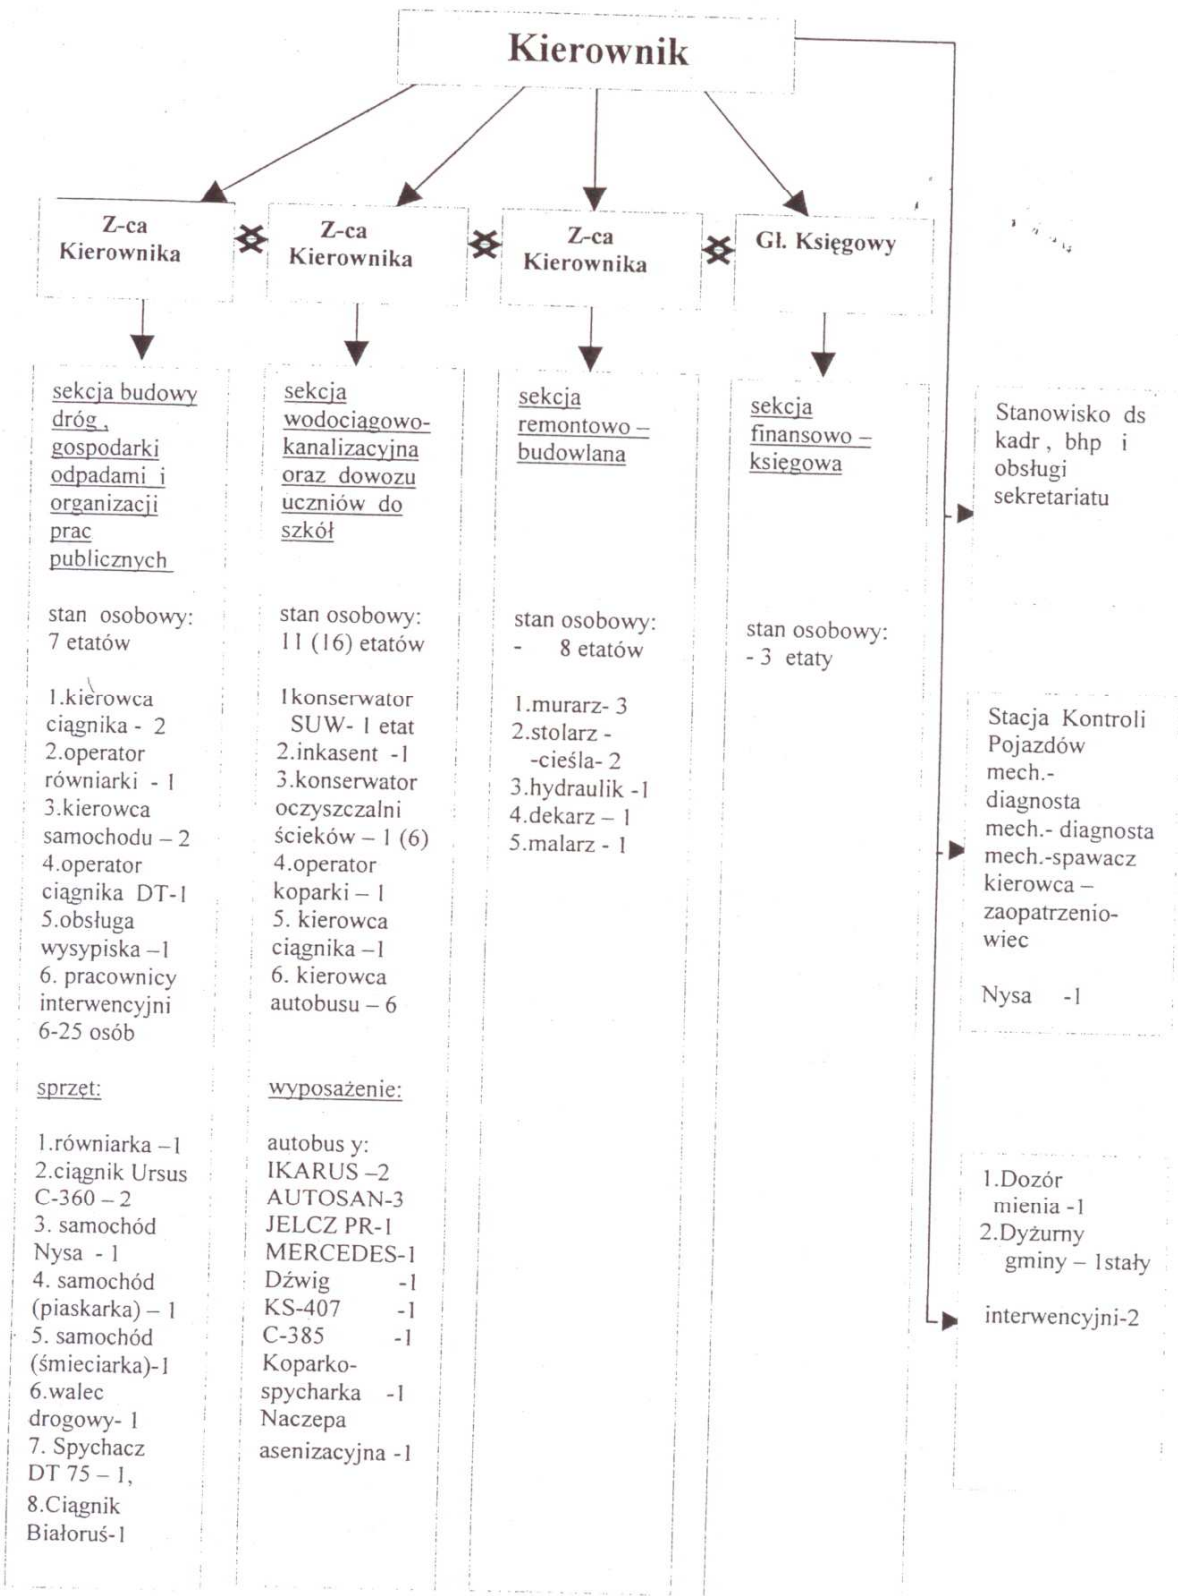 Kierownik
Z-ca
Kierownika
Z-ca
Kierownika
Z-ca
Kierownika
Gł. Księgowy
sekcja budowy
dróg ,
gospodarki
odpadami i
organizacji
prac
publicznych
stan osobowy:
7 etatów
1.kierowca
ciągnika - 2
2.operator
równiarki - 1
3.kierowca
samochodu – 2
4.operator
ciągnika DT-1
5.obsługa
wysypiska –1
6. pracownicy
interwencyjni
6-25 osób
sprzęt:
1.równiarka –1
2.ciągnik Ursus
C-360 – 2
3. samochód
Nysa - 1
4. samochód
(piaskarka) – 1
5. samochód
(śmieciarka)-1
6.walec
drogowy- 1
7. Spychacz
DT 75 – 1,
8.Ciągnik
Białoruś-1
sekcja
wodociągowo-
kanalizacyjna
oraz dowozu
uczniów do
szkół
stan osobowy:
11 (16) etatów
1konserwator
SUW- 1 etat
2.inkasent -1
3.konserwator
oczyszczalni
ścieków – 1 (6)
4.operator
koparki – 1
5. kierowca
ciągnika –1
6. kierowca
autobusu – 6
wyposażenie:
autobus y:
IKARUS –2
AUTOSAN-3
JELCZ PR-1
MERCEDES-1
Dźwig -1
KS-407 -1
C-385 -1
Koparko-
spycharka -1
Naczepa
asenizacyjna -1
sekcja
remontowo –
budowlana
stan osobowy:
- 8 etatów
1.murarz- 3
2.stolarz -
-cieśla- 2
3.hydraulik -1
4.dekarz – 1
5.malarz - 1
sekcja
finansowo –
księgowa
stan osobowy:
- 3 etaty
Stanowisko ds
kadr , bhp i
obsługi
sekretariatu
Stacja Kontroli
Pojazdów
mech.-
diagnosta
mech.- diagnosta
mech.-spawacz
kierowca –
zaopatrzenio-
wiec
Nysa -1
1.Dozór
mienia -1
2.Dyżurny
gminy – 1stały
interwencyjni-2